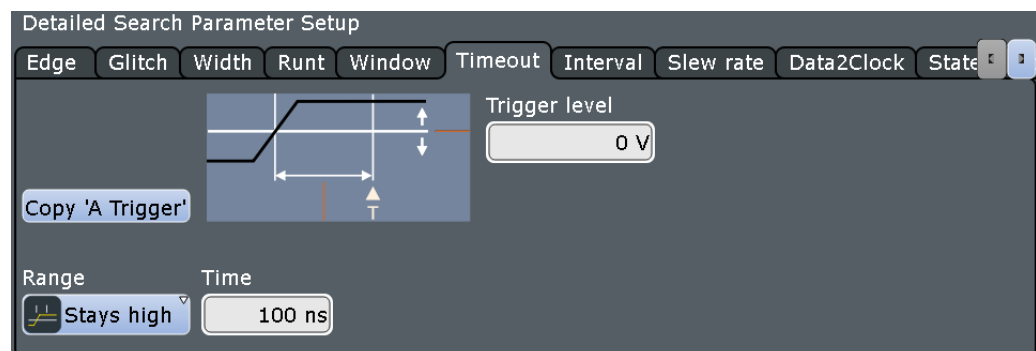 Detailed Search Parameter Setup
Edge Glitch Width Runt Window Timeout Interval Slew rate Data2Clock State
Trigger level
0 V
Copy 'A Trigger'
T
Range Time
Stays high 100 ns